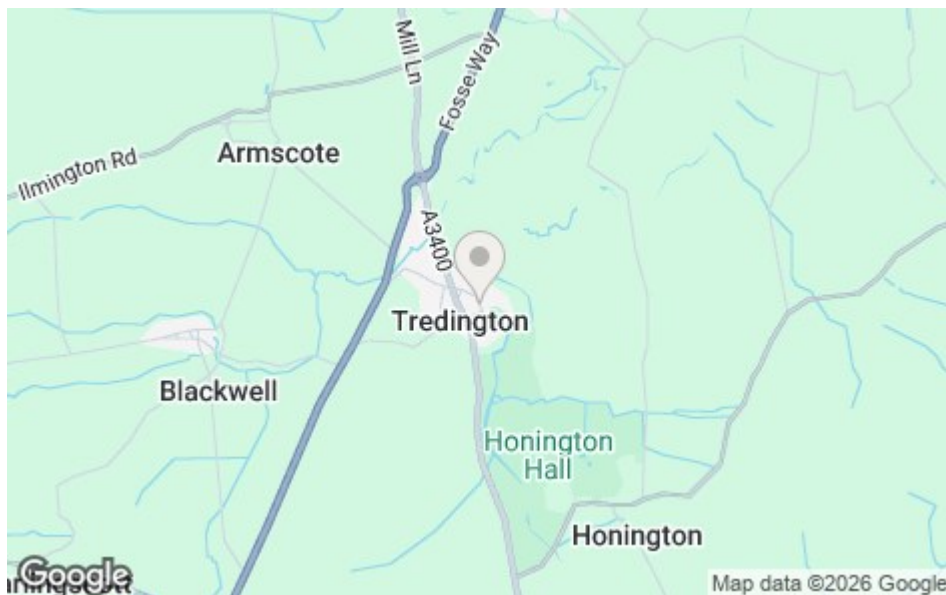 Mill Ln
Fosse Way
Armscote
Ilmington Rd
A3400
Tredington
Blackwell
Honington
Hall
Honington
Google
Map data ©2026 Google